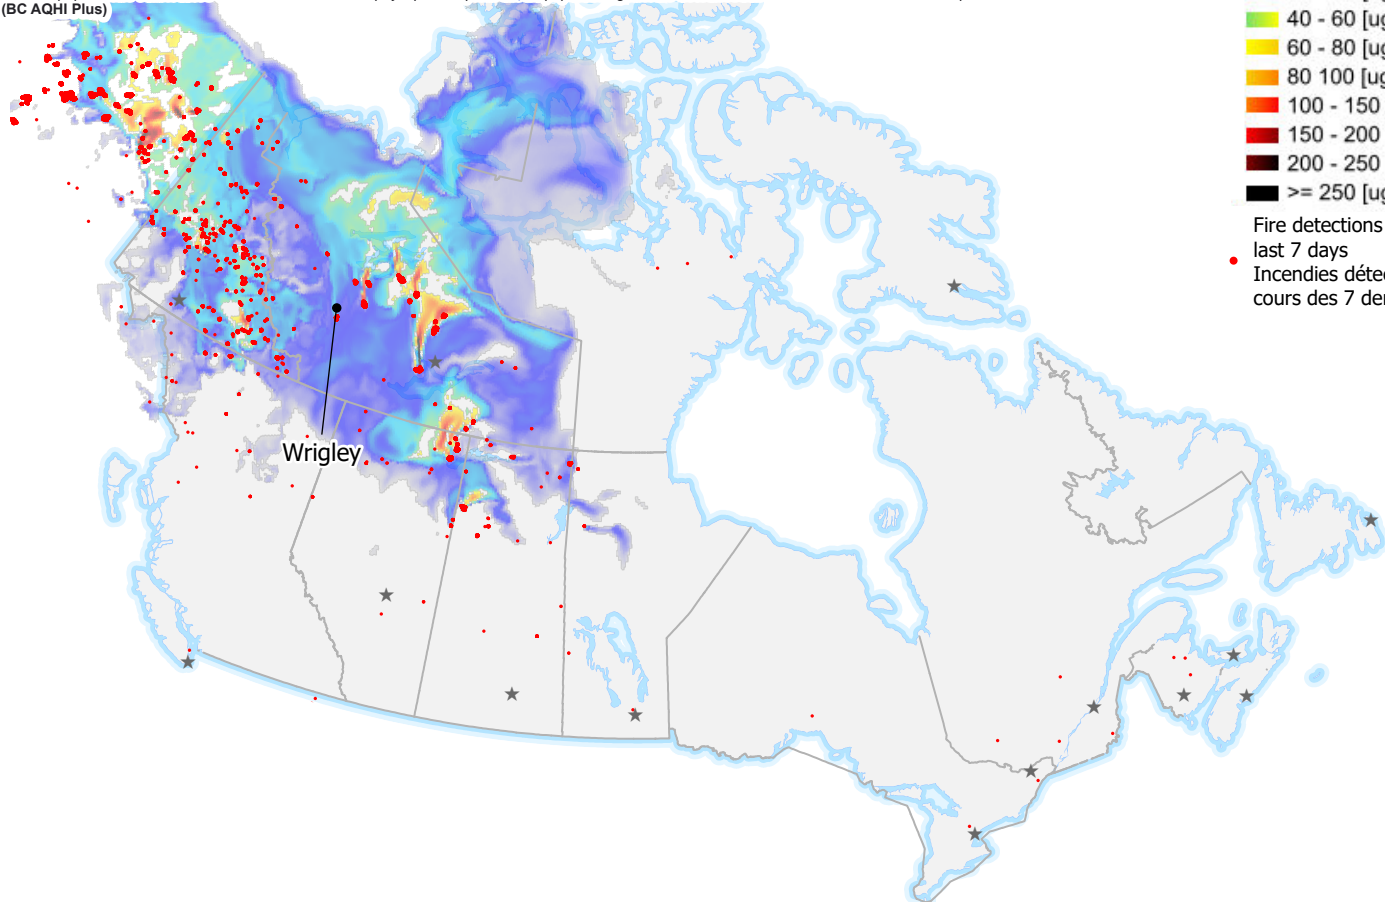 (BC AQHI Plus)
40 - 60 [ug
60 - 80 [ug
80 100 [ug
100 - 150
150 - 200
200 - 250
>= 250 [ug
Fire detections
last 7 days
Incendies détec
cours des 7 der
Wrigley